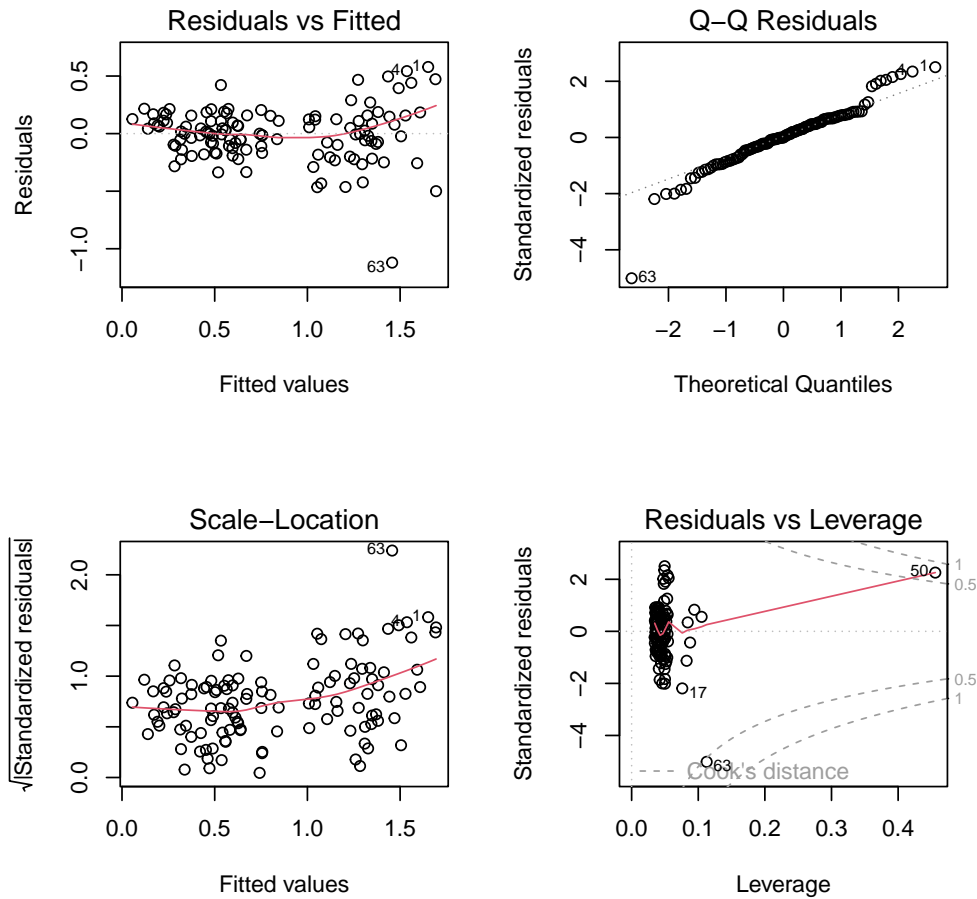 Residuals vs Fitted
Residuals
0.5
0.0
−1.0
4
1
63
0.0 0.5 1.0 1.5
Fitted values
Q−Q Residuals
Standardized residuals
2
0
−2
−4
4
1
63
−2 −1 0 1 2
Theoretical Quantiles
Scale−Location
√|Standardized residuals|
2.0
1.0
0.0
63
4
1
0.0 0.5 1.0 1.5
Fitted values
Residuals vs Leverage
Standardized residuals
2
0
−2
−4
50
17
63
1
0.5
0.5
1
Cook's distance
0.0 0.1 0.2 0.3 0.4
Leverage